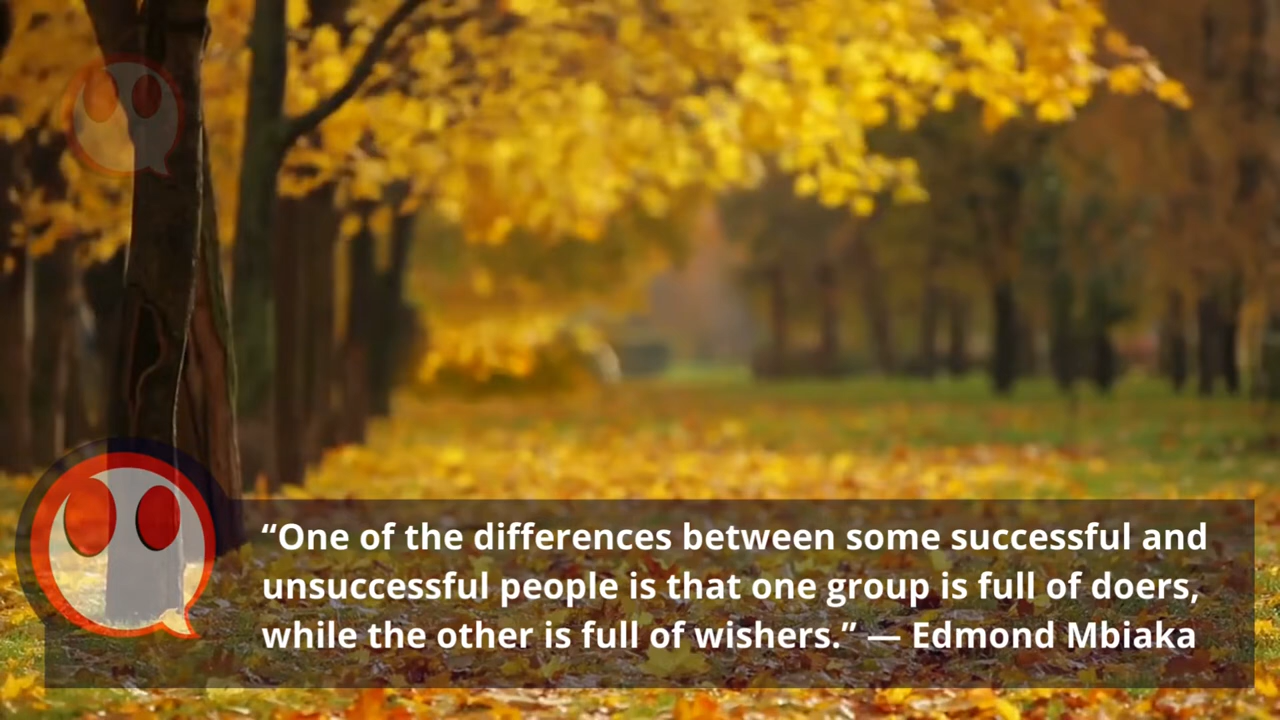 “One of the differences between some successful and
unsuccessful people is that one group is full of doers,
while the other is full of wishers.” — Edmond Mbiaka